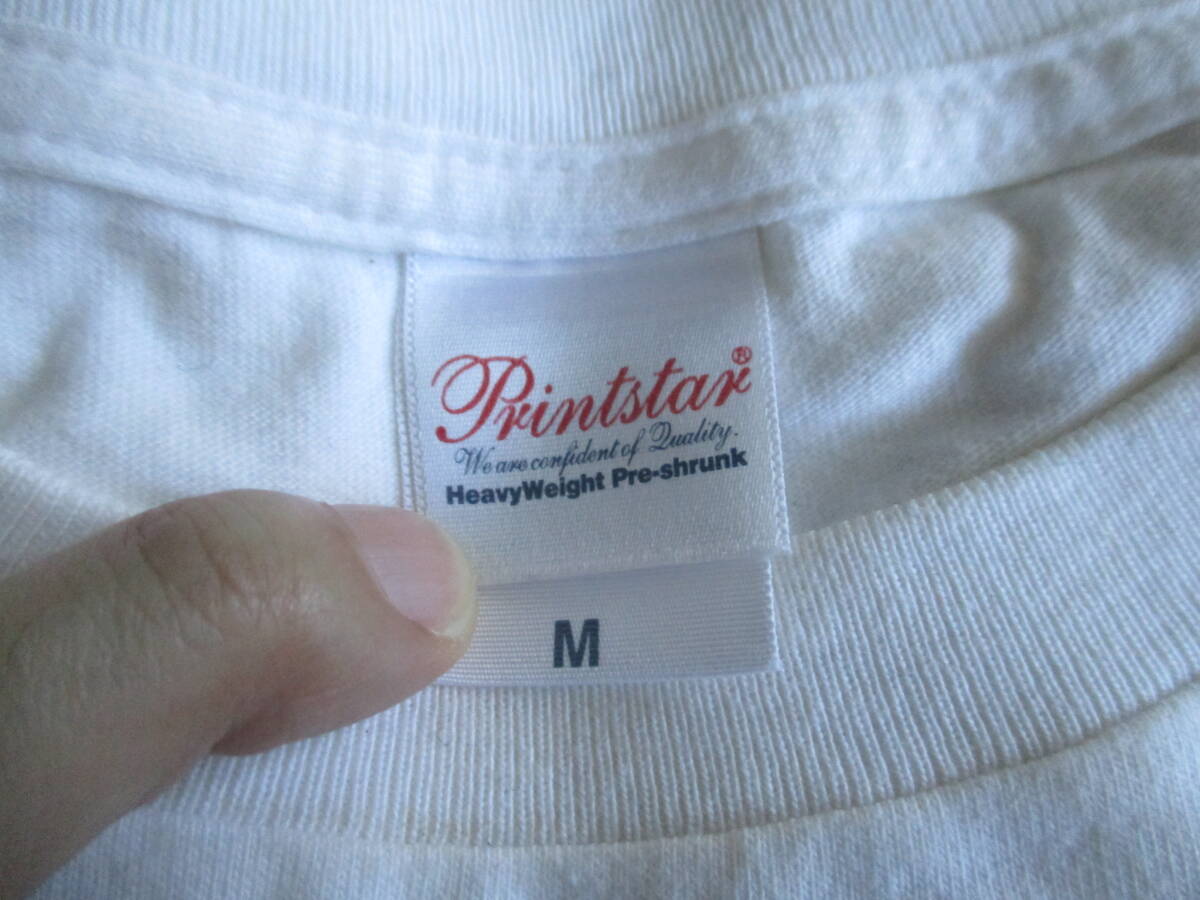 Printstar®
We are confident of Quality.
HeavyWeight Pre-shrunk
M